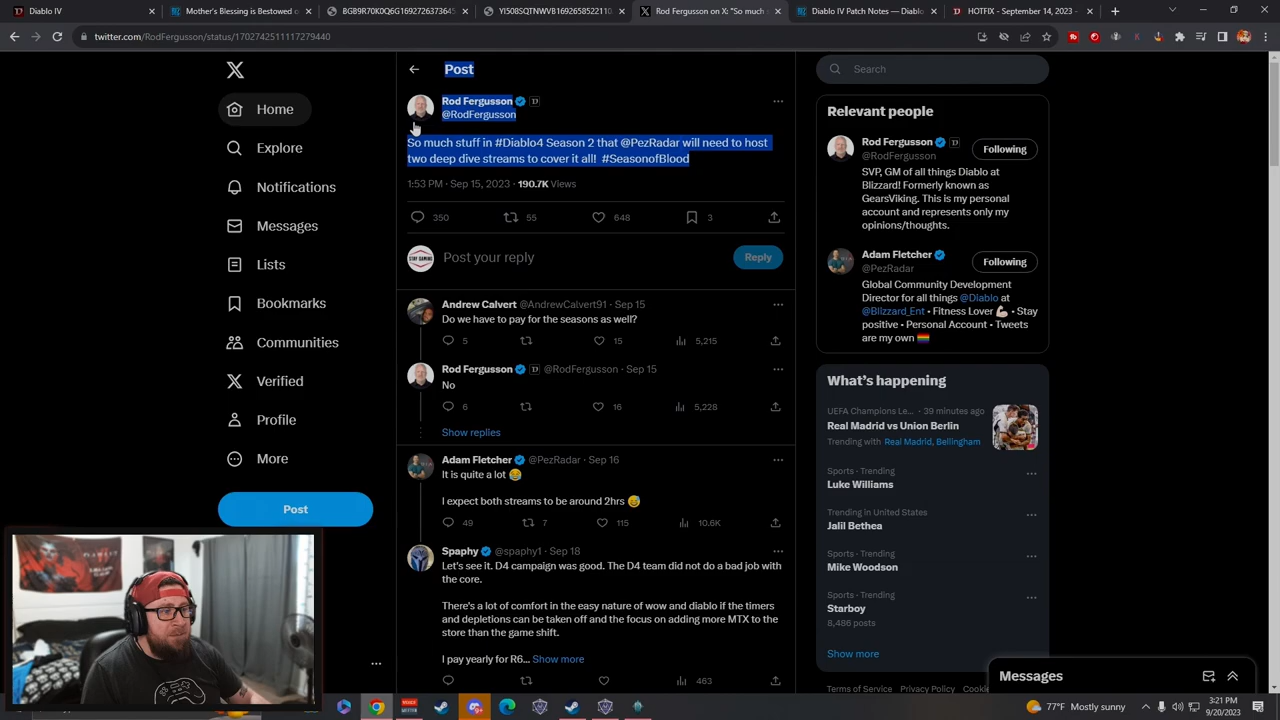 Diablo IV
Mother's Blessing is Bestowed o
BGB9R70K0Q6G1692726373645
YI508SQTNWVB16926585221​10
Rod Fergusson on X: "So much s
Diablo IV Patch Notes — Diablo
HOTFIX - September 14, 2023 -
twitter.com/RodFergusson/status/1702742511117279440
Home
Explore
Notifications
Messages
Lists
Bookmarks
Communities
Verified
Profile
More
Post
Post
Rod Fergusson
@RodFergusson
So much stuff in #Diablo4 Season 2 that @PezRadar will need to host
two deep dive streams to cover it all! #SeasonofBlood
1:53 PM · Sep 15, 2023 · 190.7K Views
350 55 648 3
Post your reply
Reply
Andrew Calvert @AndrewCalvert91 · Sep 15
Do we have to pay for the seasons as well?
5 15 5,215
Rod Fergusson @RodFergusson · Sep 15
No
6 16 5,228
Show replies
Adam Fletcher @PezRadar · Sep 16
It is quite a lot 😂
I expect both streams to be around 2hrs 😅
49 7 115 10.6K
Spaphy @spaphy1 · Sep 18
Let's see it. D4 campaign was good. The D4 team did not do a bad job with
the core.
There's a lot of comfort in the easy nature of wow and diablo if the timers
and depletions can be taken off and the focus on adding more MTX to the
store than the game shift.
I pay yearly for R6... Show more
463
Search
Relevant people
Rod Fergusson
@RodFergusson
Following
SVP, GM of all things Diablo at
Blizzard! Formerly known as
GearsViking. This is my personal
account and represents only my
opinions/thoughts.
Adam Fletcher
@PezRadar
Following
Global Community Development
Director for all things @Diablo at
@Blizzard_Ent • Fitness Lover 💪🏻 • Stay
positive • Personal Account • Tweets
are my own 🏳️‍🌈
What's happening
UEFA Champions Le... · 39 minutes ago
Real Madrid vs Union Berlin
Trending with Real Madrid, Bellingham
Sports · Trending
Luke Williams
Trending in United States
Jalil Bethea
Sports · Trending
Mike Woodson
Sports · Trending
Starboy
8,486 posts
Show more
Terms of Service Privacy Policy Cookie
Messages
77°F Mostly sunny
3:21 PM
9/20/2023